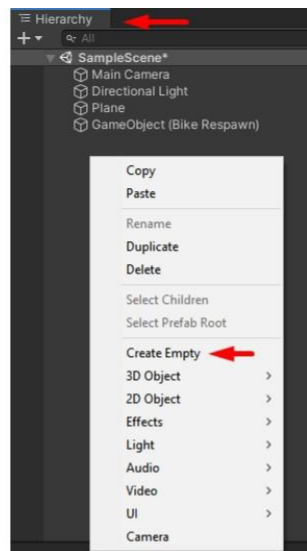 Hierarchy
All
SampleScene*
Main Camera
Directional Light
Plane
GameObject (Bike Respawn)
Copy
Paste
Rename
Duplicate
Delete
Select Children
Select Prefab Root
Create Empty
3D Object
2D Object
Effects
Light
Audio
Video
UI
Camera